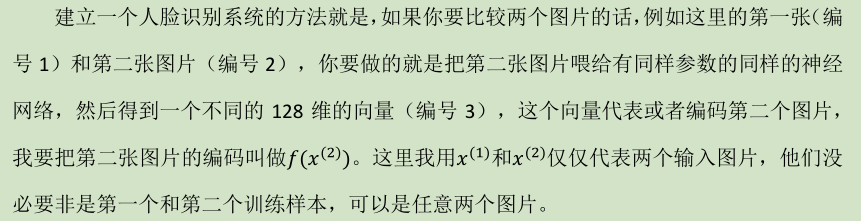 建立一个人脸识别系统的方法就是，如果你要比较两个图片的话，例如这里的第一张（编
号 1）和第二张图片（编号 2），你要做的就是把第二张图片喂给有同样参数的同样的神经
网络，然后得到一个不同的 128 维的向量（编号 3），这个向量代表或者编码第二个图片，
我要把第二张图片的编码叫做f(x⁽²⁾)。这里我用x⁽¹⁾和x⁽²⁾仅仅代表两个输入图片，他们没
必要非是第一个和第二个训练样本，可以是任意两个图片。